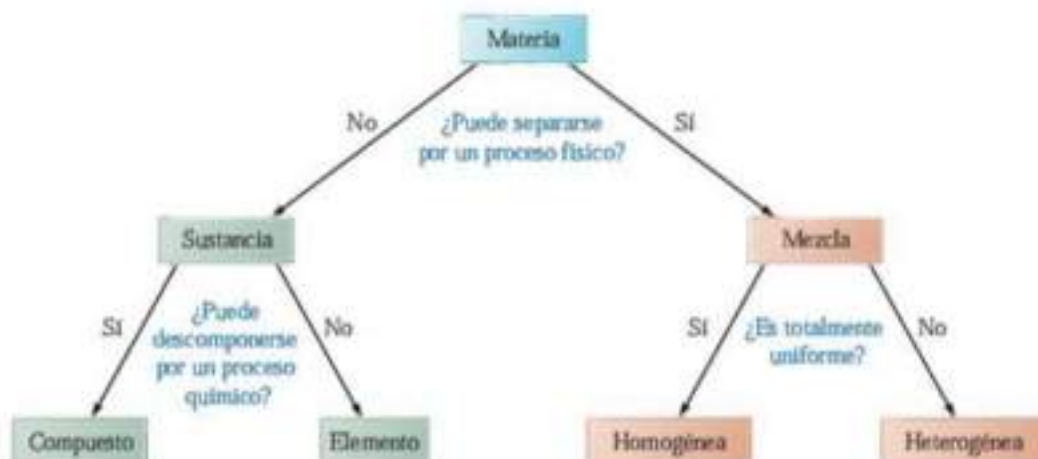 Materia
No
¿Puede separarse
por un proceso físico?
Sí
Sustancia
Mezcla
Sí
¿Puede
descomponerse
por un proceso
químico?
No
Sí
¿Es totalmente
uniforme?
No
Compuesto
Elemento
Homogénea
Heterogénea